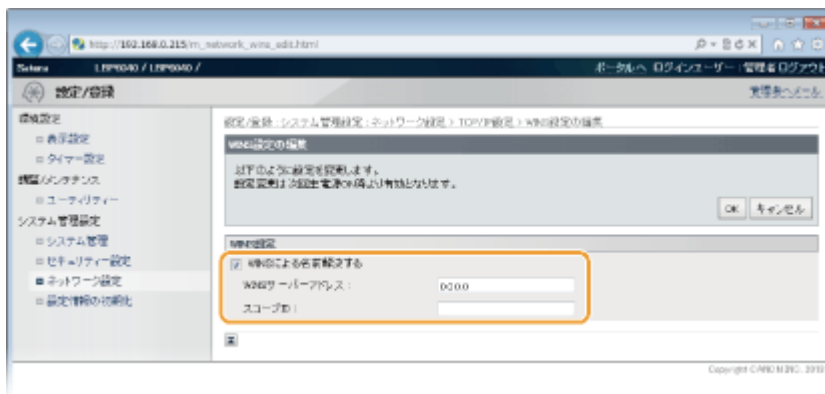 http://192.168.0.215/m_network_wins_edit.html
Satera LBP6040 / LBP6040 /
ポータルへ ログインユーザー: 管理者 ログアウト
設定/登録
管理者へメール
環境設定
表示設定
タイマー設定
調整/メンテナンス
ユーティリティー
システム管理設定
システム管理
セキュリティー設定
ネットワーク設定
設定情報の初期化
設定/登録 : システム管理設定 : ネットワーク設定 > TCP/IP設定 > WINS設定の編集
WINS設定の編集
以下のように設定を変更します。
設定変更は次回主電源ON時より有効となります。
OK キャンセル
WINS設定
WINSによる名前解決する
WINSサーバーアドレス : 0.0.0.0
スコープID :
Copyright CANON INC.